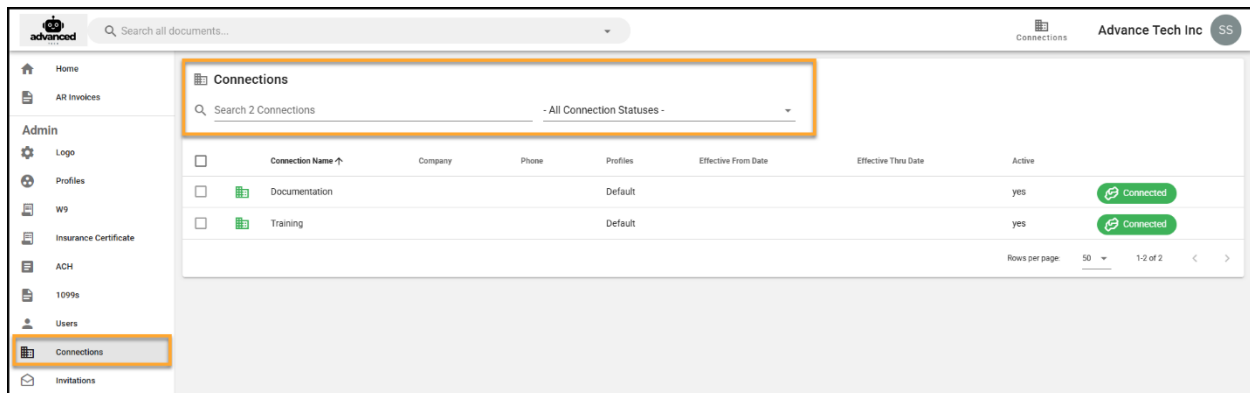 advanced
TECH
Search all documents...
Connections
Advance Tech Inc
SS
Home
AR Invoices
Admin
Logo
Profiles
W9
Insurance Certificate
ACH
1099s
Users
Connections
Invitations
Connections
Search 2 Connections
- All Connection Statuses -
Connection Name Company Phone Profiles Effective From Date Effective Thru Date Active
Documentation Default yes Connected
Training Default yes Connected
Rows per page: 50 1-2 of 2